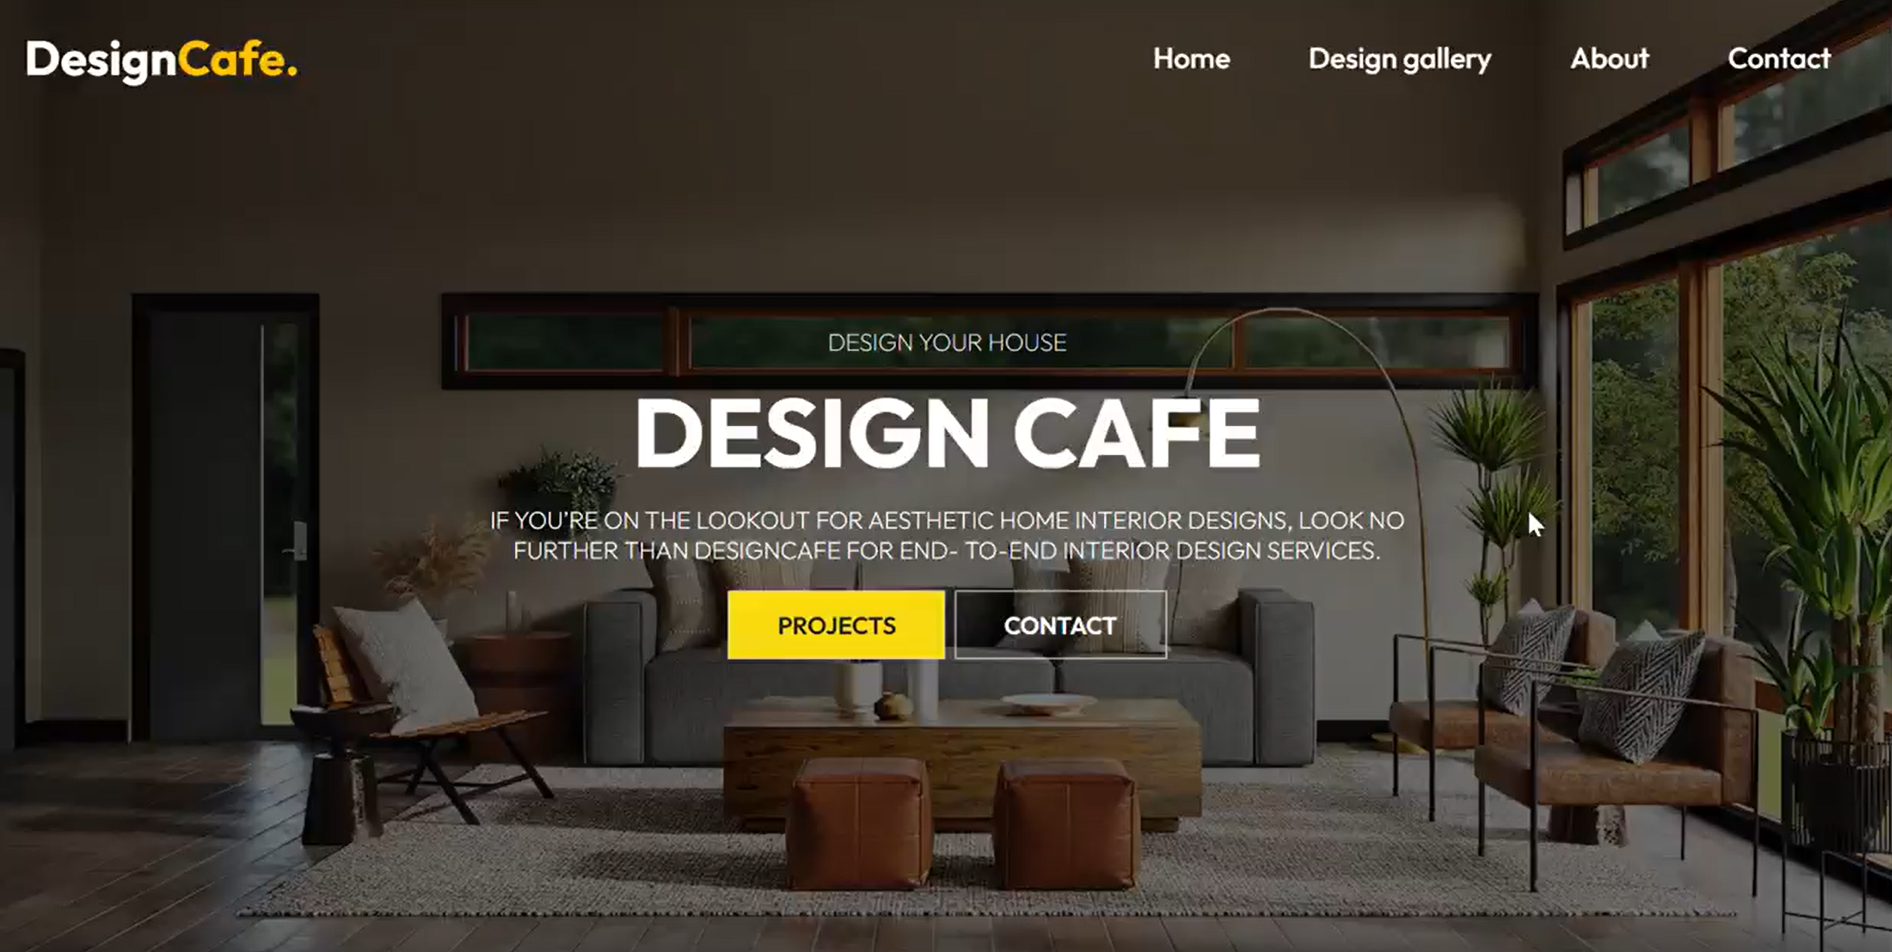 DesignCafe.
Home Design gallery About Contact
DESIGN YOUR HOUSE
DESIGN CAFE
IF YOU'RE ON THE LOOKOUT FOR AESTHETIC HOME INTERIOR DESIGNS, LOOK NO
FURTHER THAN DESIGNCAFE FOR END- TO-END INTERIOR DESIGN SERVICES.
PROJECTS CONTACT